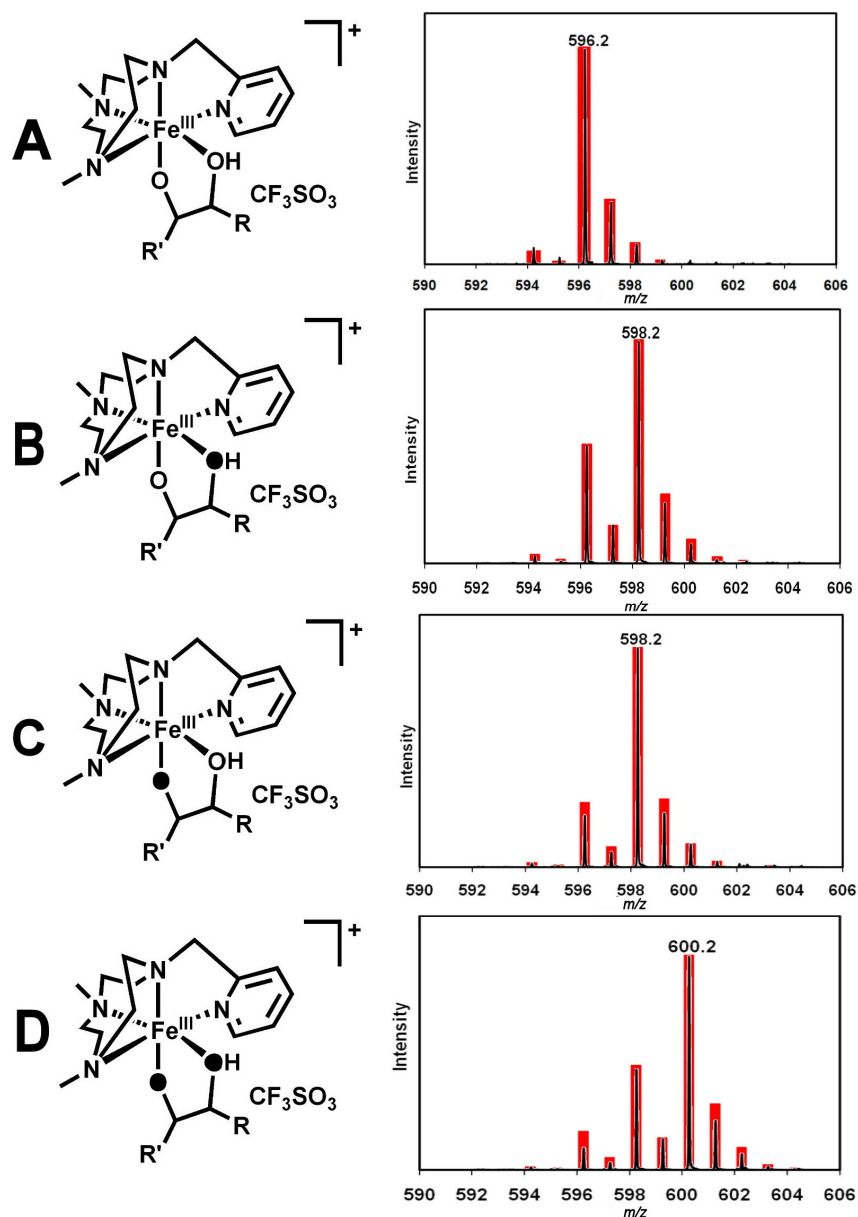 A
] +
N
N
N
N
Fe^III
OH
O
R
R'
CF₃SO₃
Intensity
596.2
590 592 594 596 598 600 602 604 606
m/z
B
] +
N
N
N
N
Fe^III
H
O
R
R'
CF₃SO₃
Intensity
598.2
590 592 594 596 598 600 602 604 606
m/z
C
] +
N
N
N
N
Fe^III
OH
R
R'
CF₃SO₃
Intensity
598.2
590 592 594 596 598 600 602 604 606
m/z
D
] +
N
N
N
N
Fe^III
H
R
R'
CF₃SO₃
Intensity
600.2
590 592 594 596 598 600 602 604 606
m/z